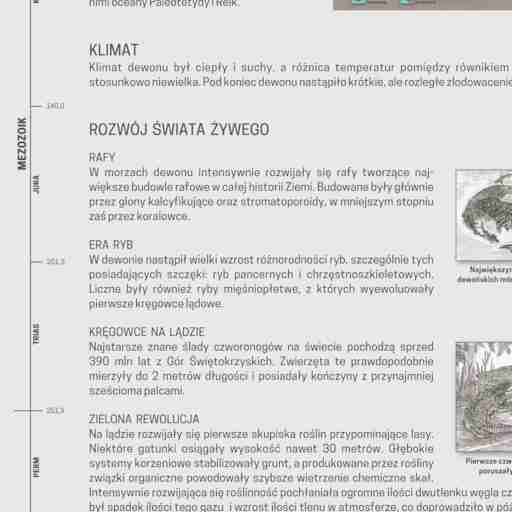 nimi oceany Paleotetydy i Reik.
KLIMAT
Klimat dewonu był ciepły i suchy, a różnica temperatur pomiędzy równikiem
stosunkowo niewielka. Pod koniec dewonu nastąpiło krótkie, ale rozległe zlodowacenie
140,0
MEZOZOIK
JURA
201,3
TRIAS
251,3
PERM
ROZWÓJ ŚWIATA ŻYWEGO
RAFY
W morzach dewonu intensywnie rozwijały się rafy tworzące naj-
większe budowle rafowe w całej historii Ziemi. Budowane były głównie
przez glony kalcyfikujące oraz stromatoporoidy, w mniejszym stopniu
zaś przez koralowce.
ERA RYB
W dewonie nastąpił wielki wzrost różnorodności ryb, szczególnie tych
posiadających szczęki: ryb pancernych i chrzęstnoszkieletowych.
Liczne były również ryby mięśniopłetwe, z których wyewoluowały
pierwsze kręgowce lądowe.
Największym
dewońskich mó
KRĘGOWCE NA LĄDZIE
Najstarsze znane ślady czworonogów na świecie pochodzą sprzed
390 mln lat z Gór Świętokrzyskich. Zwierzęta te prawdopodobnie
mierzyły do 2 metrów długości i posiadały kończyny z przynajmniej
sześcioma palcami.
ZIELONA REWOLUCJA
Na lądzie rozwijały się pierwsze skupiska roślin przypominające lasy.
Niektóre gatunki osiągały wysokość nawet 30 metrów. Głębokie
systemy korzeniowe stabilizowały grunt, a produkowane przez rośliny
związki organiczne powodowały szybsze wietrzenie chemiczne skał.
Intensywnie rozwijająca się roślinność pochłaniała ogromne ilości dwutlenku węgla cz
był spadek ilości tego gazu i wzrost ilości tlenu w atmosferze, co doprowadziło w póź
Pierwsze czw
poruszały